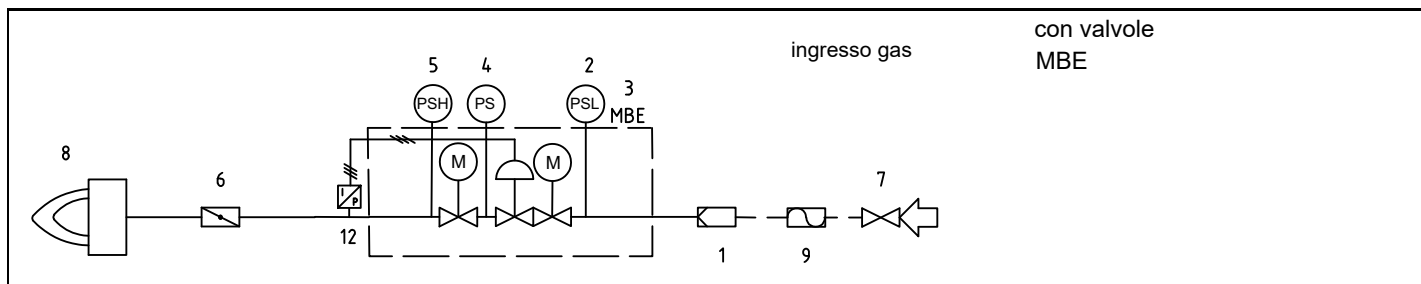 con valvole
ingresso gas
MBE
5 4 2
3
PSH PS PSL MBE
8
M M
6 7
I
P
12 1 9